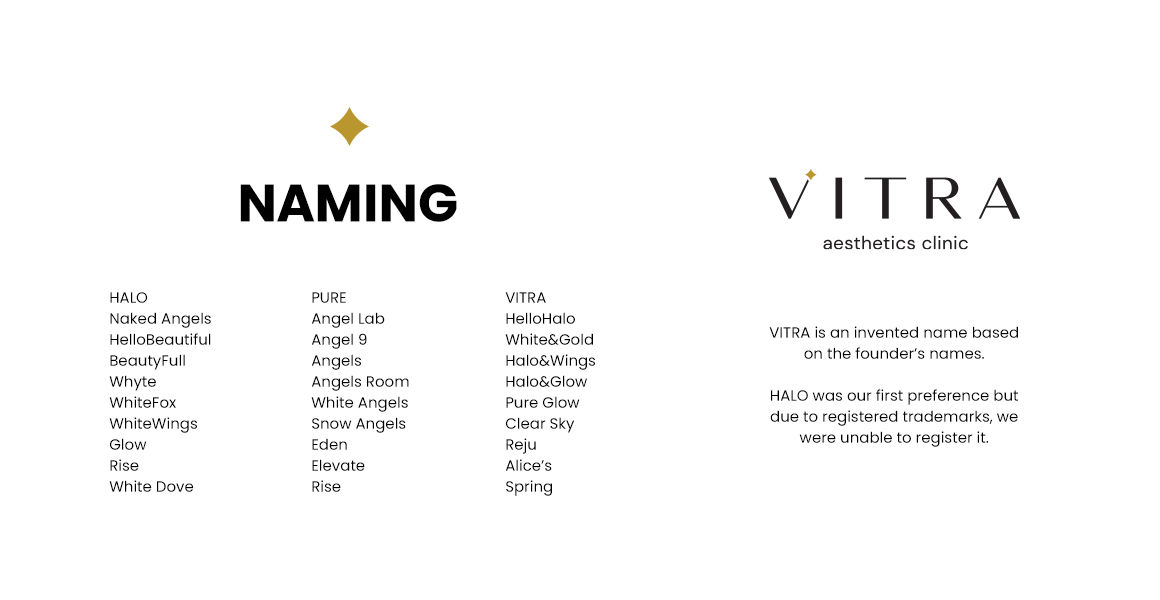 NAMING
HALO
Naked Angels
HelloBeautiful
BeautyFull
Whyte
WhiteFox
WhiteWings
Glow
Rise
White Dove
PURE
Angel Lab
Angel 9
Angels
Angels Room
White Angels
Snow Angels
Eden
Elevate
Rise
VITRA
HelloHalo
White&Gold
Halo&Wings
Halo&Glow
Pure Glow
Clear Sky
Reju
Alice’s
Spring
VITRA
aesthetics clinic
VITRA is an invented name based
on the founder’s names.
HALO was our first preference but
due to registered trademarks, we
were unable to register it.